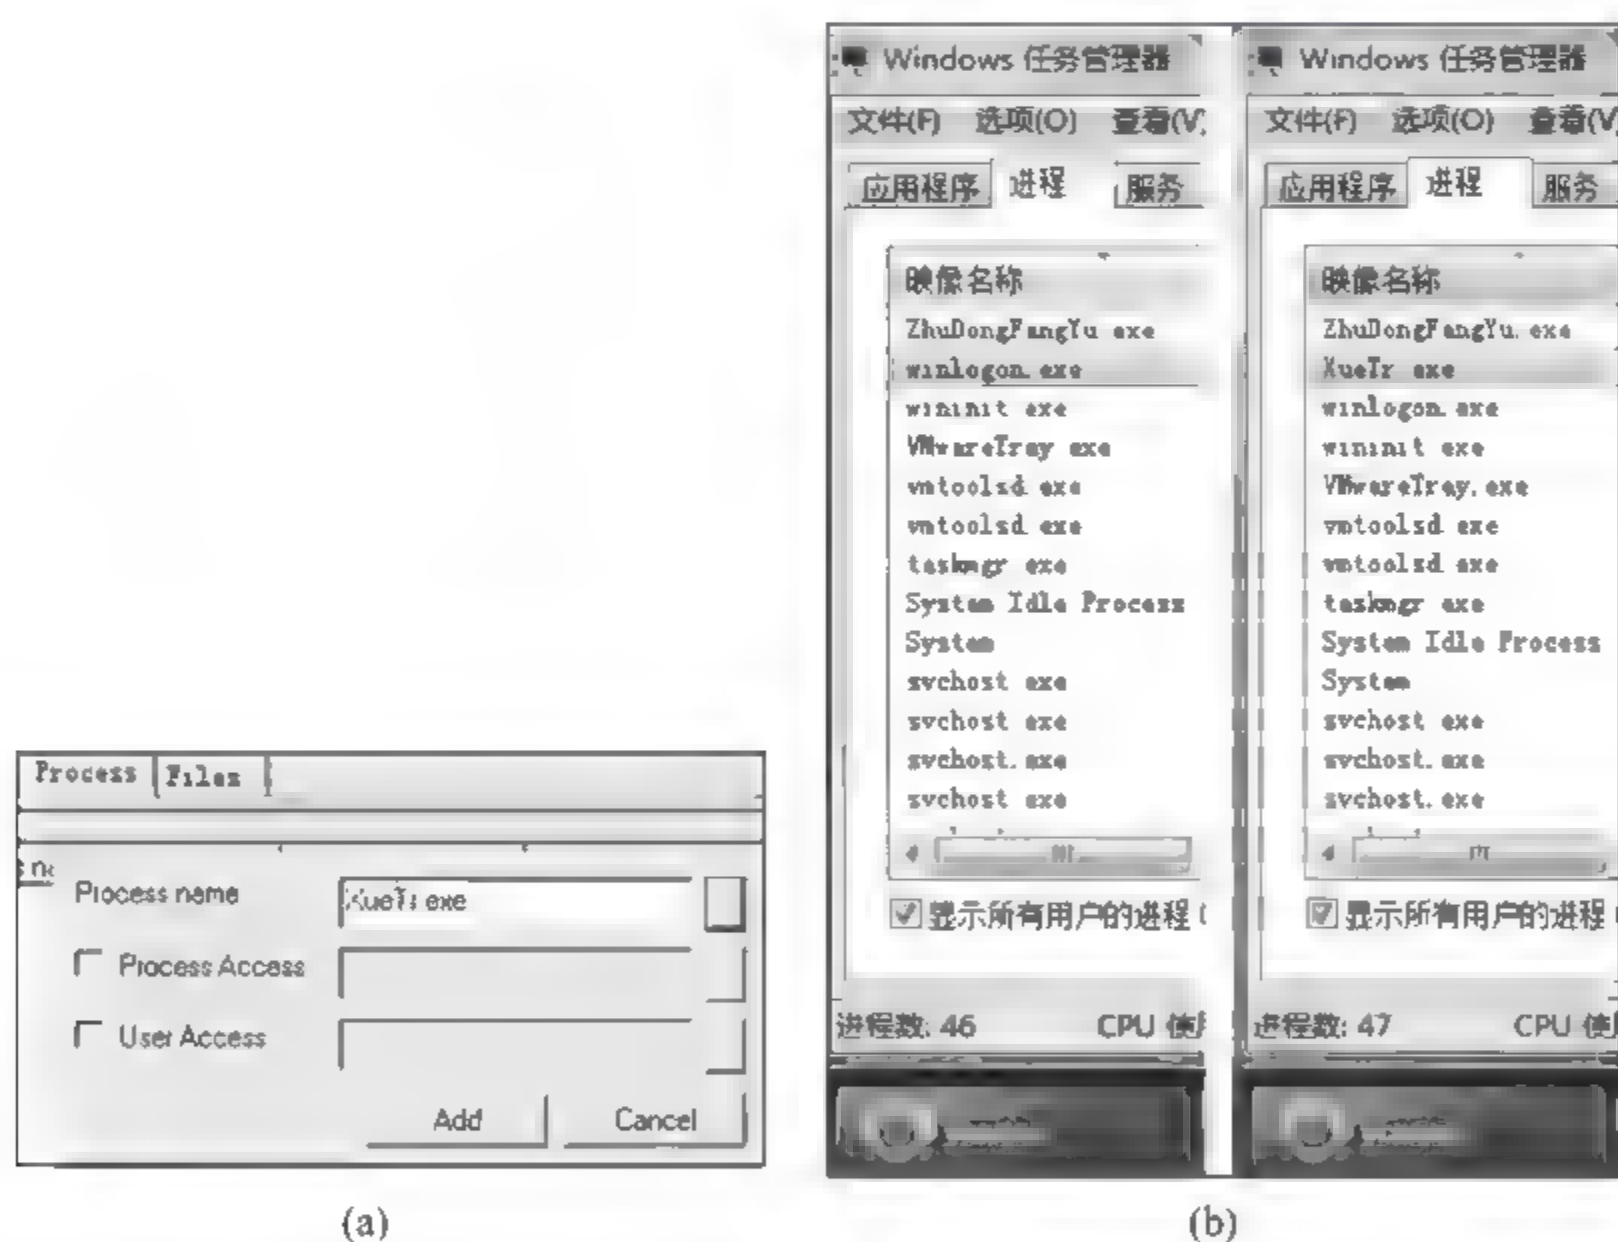 Process Files
Process name
XueTr exe
Process Access
User Access
Add Cancel
(a)
Windows 任务管理器
文件(F) 选项(O) 查看(V)
应用程序 进程 服务
映像名称
ZhuDongFangYu exe
winlogon.exe
wininit exe
VMwareTray exe
vmtoolsd exe
vmtoolsd exe
taskmgr exe
System Idle Process
System
svchost exe
svchost exe
svchost.exe
svchost exe
显示所有用户的进程 (
进程数: 46 CPU 使
Windows 任务管理器
文件(F) 选项(O) 查看(V
应用程序 进程 服务
映像名称
ZhuDongFangYu.exe
XueTr exe
winlogon.exe
wininit exe
VMwareTray.exe
vmtoolsd exe
vmtoolsd exe
taskmgr exe
System Idle Process
System
svchost exe
svchost.exe
svchost.exe
显示所有用户的进程
进程数: 47 CPU 使
(b)